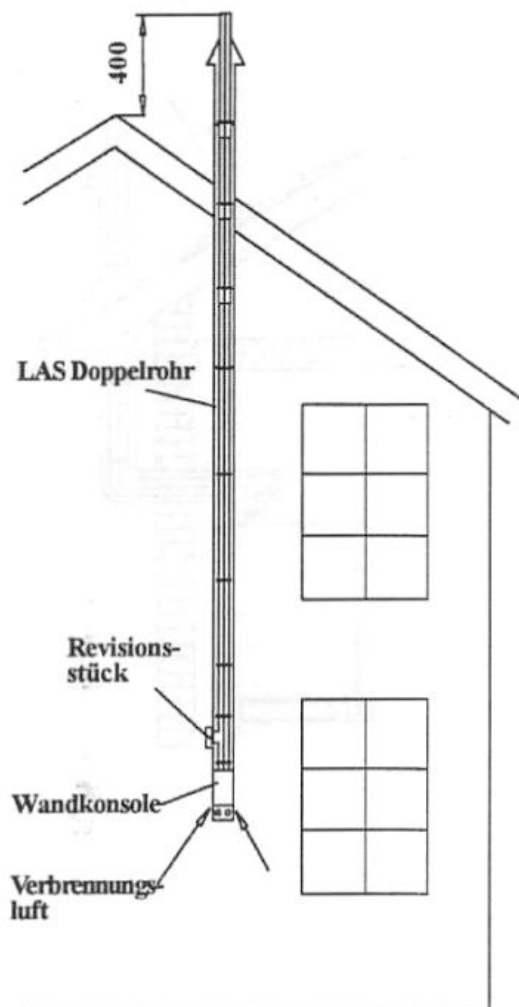 400
LAS Doppelrohr
Revisions-
stück
Wandkonsole
Verbrennungs-
luft